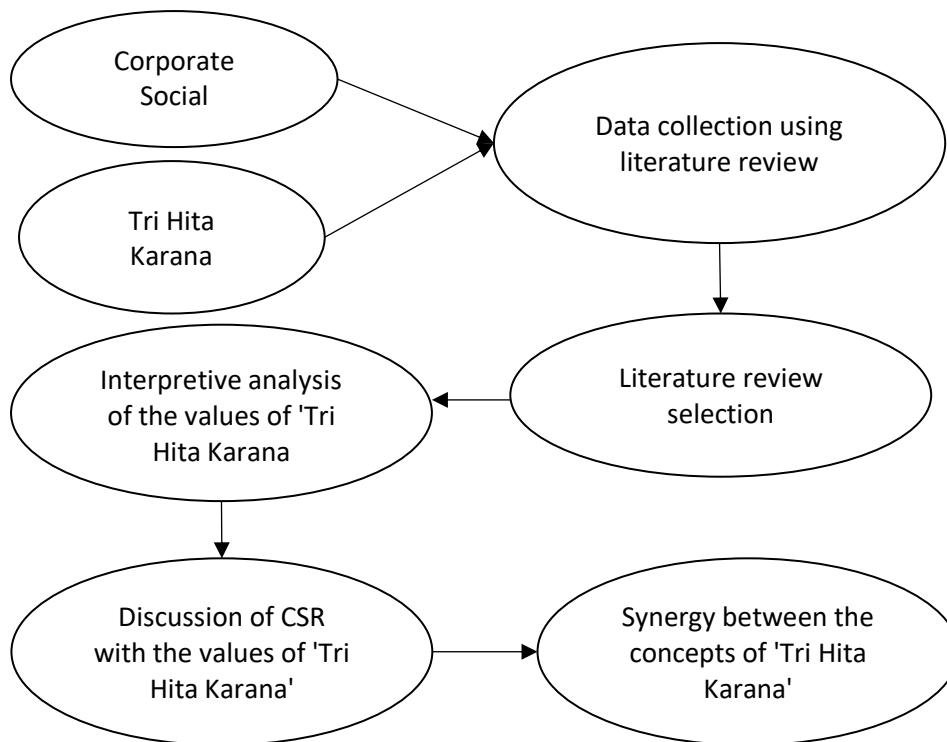 Corporate
Social
Data collection using
literature review
Tri Hita
Karana
Interpretive analysis
of the values of 'Tri
Hita Karana
Literature review
selection
Discussion of CSR
with the values of 'Tri
Hita Karana'
Synergy between the
concepts of 'Tri Hita
Karana'